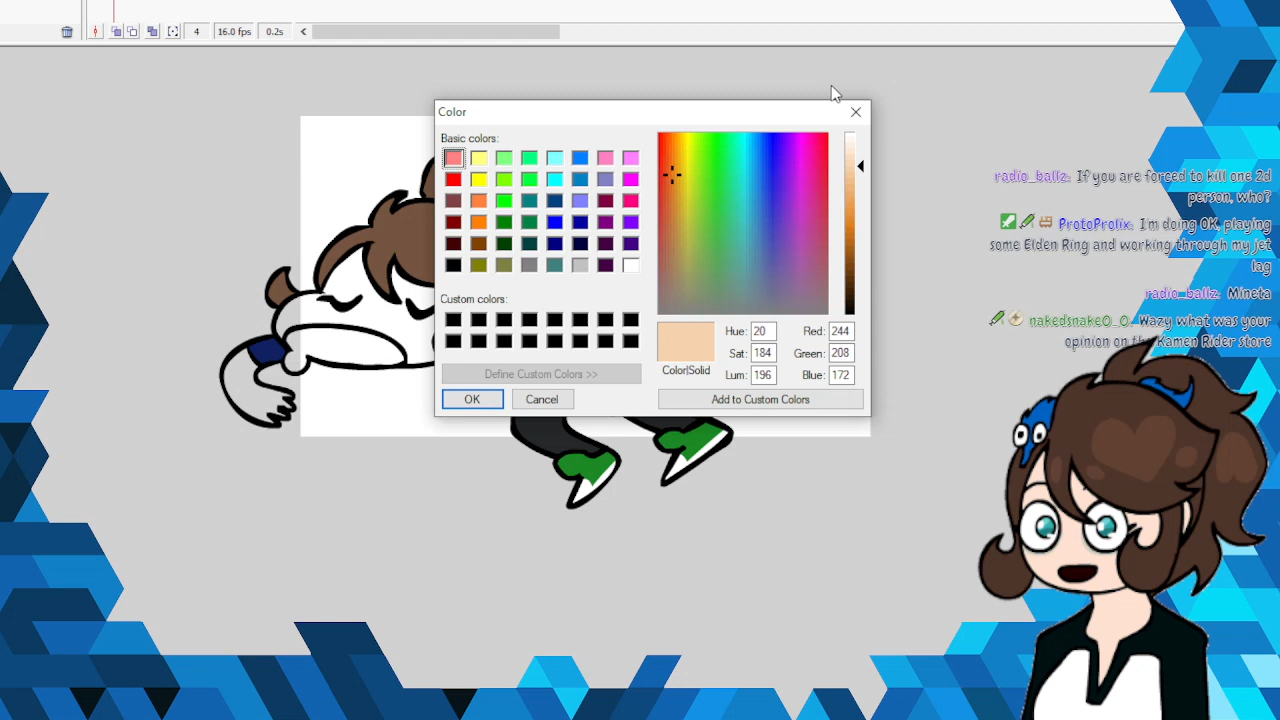 4 16.0 fps 0.2s
Color
Basic colors:
Custom colors:
Define Custom Colors >>
OK Cancel
Hue: 20 Red: 244
Sat: 184 Green: 208
Color|Solid Lum: 196 Blue: 172
Add to Custom Colors
radio_ballz: If you are forced to kill one 2d
person, who?
ProtoProlix: I'm doing OK, playing
some Elden Ring and working through my jet
lag
radio_ballz: Mineta
nakedsnake0_0: Wazy what was your
opinion on the Kamen Rider store